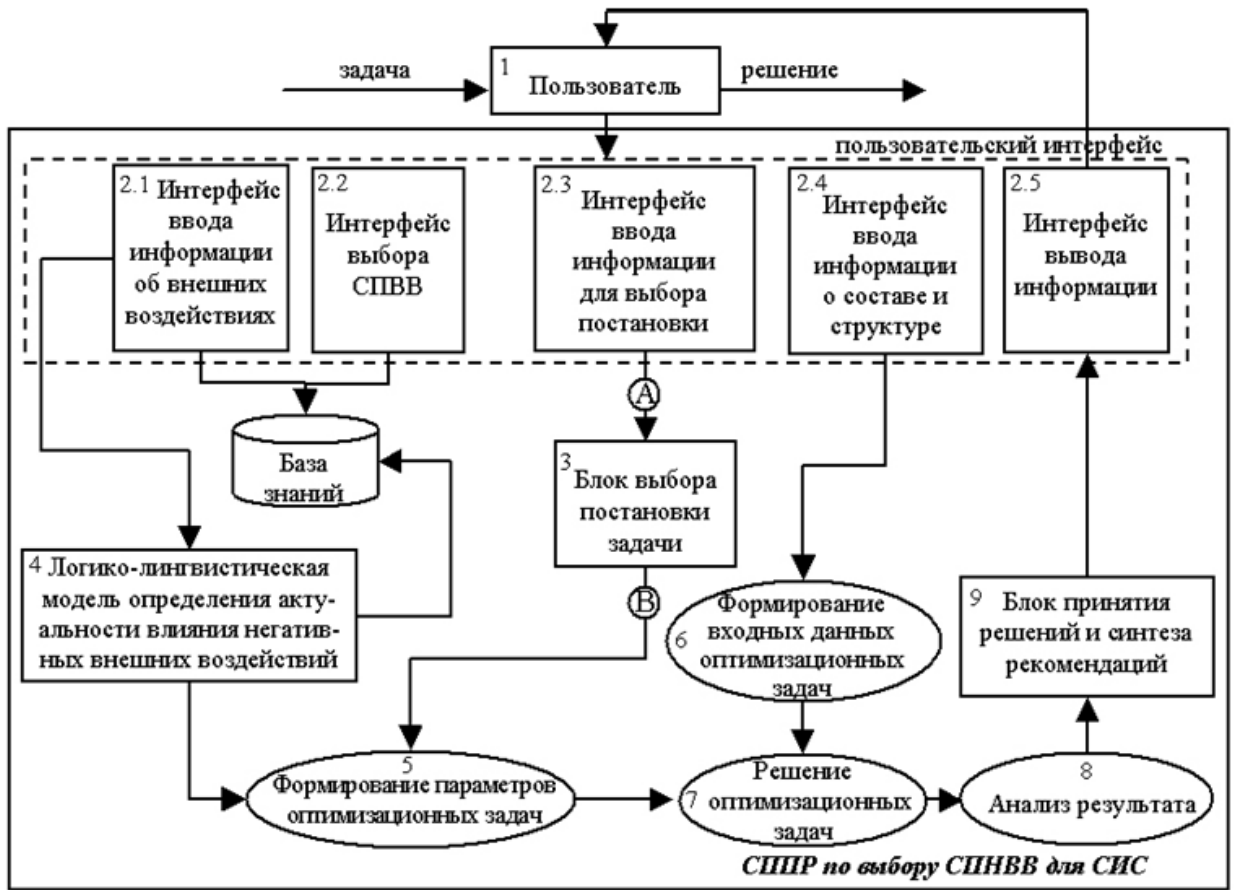 задача
1
Пользователь
решение
пользовательский интерфейс
2.1 Интерфейс
ввода
информации
об внешних
воздействиях
2.2
Интерфейс
выбора
СПВВ
2.3
Интерфейс
ввода
информации
для выбора
постановки
2.4
Интерфейс
ввода
информации
о составе и
структуре
2.5
Интерфейс
вывода
информации
База
знаний
A
3
Блок выбора
постановки
задачи
B
4 Логико-лингвистическая
модель определения акту-
альности влияния негатив-
ных внешних воздействий
5
Формирование параметров
оптимизационных задач
6
Формирование
входных данных
оптимизационных
задач
7
Решение
оптимизационных
задач
8
Анализ результата
9 Блок принятия
решений и синтеза
рекомендаций
СППР по выбору СПНВВ для СИС